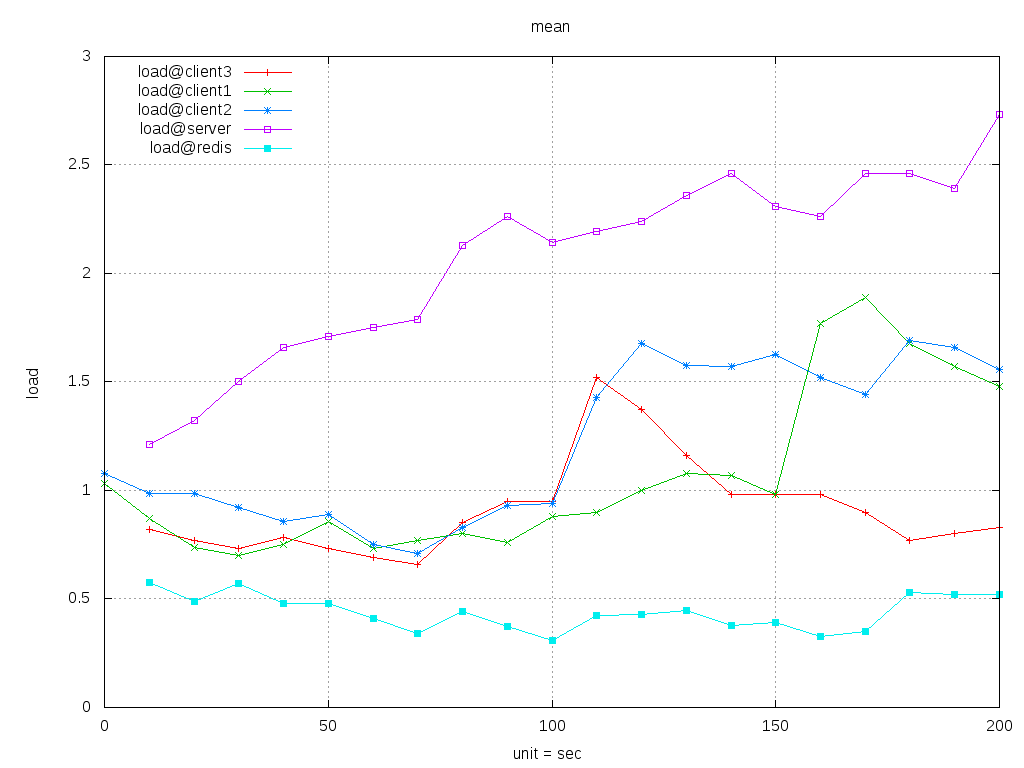 mean
load
3
2.5
2
1.5
1
0.5
0
load@client3
load@client1
load@client2
load@server
load@redis
0 50 100 150 200
unit = sec